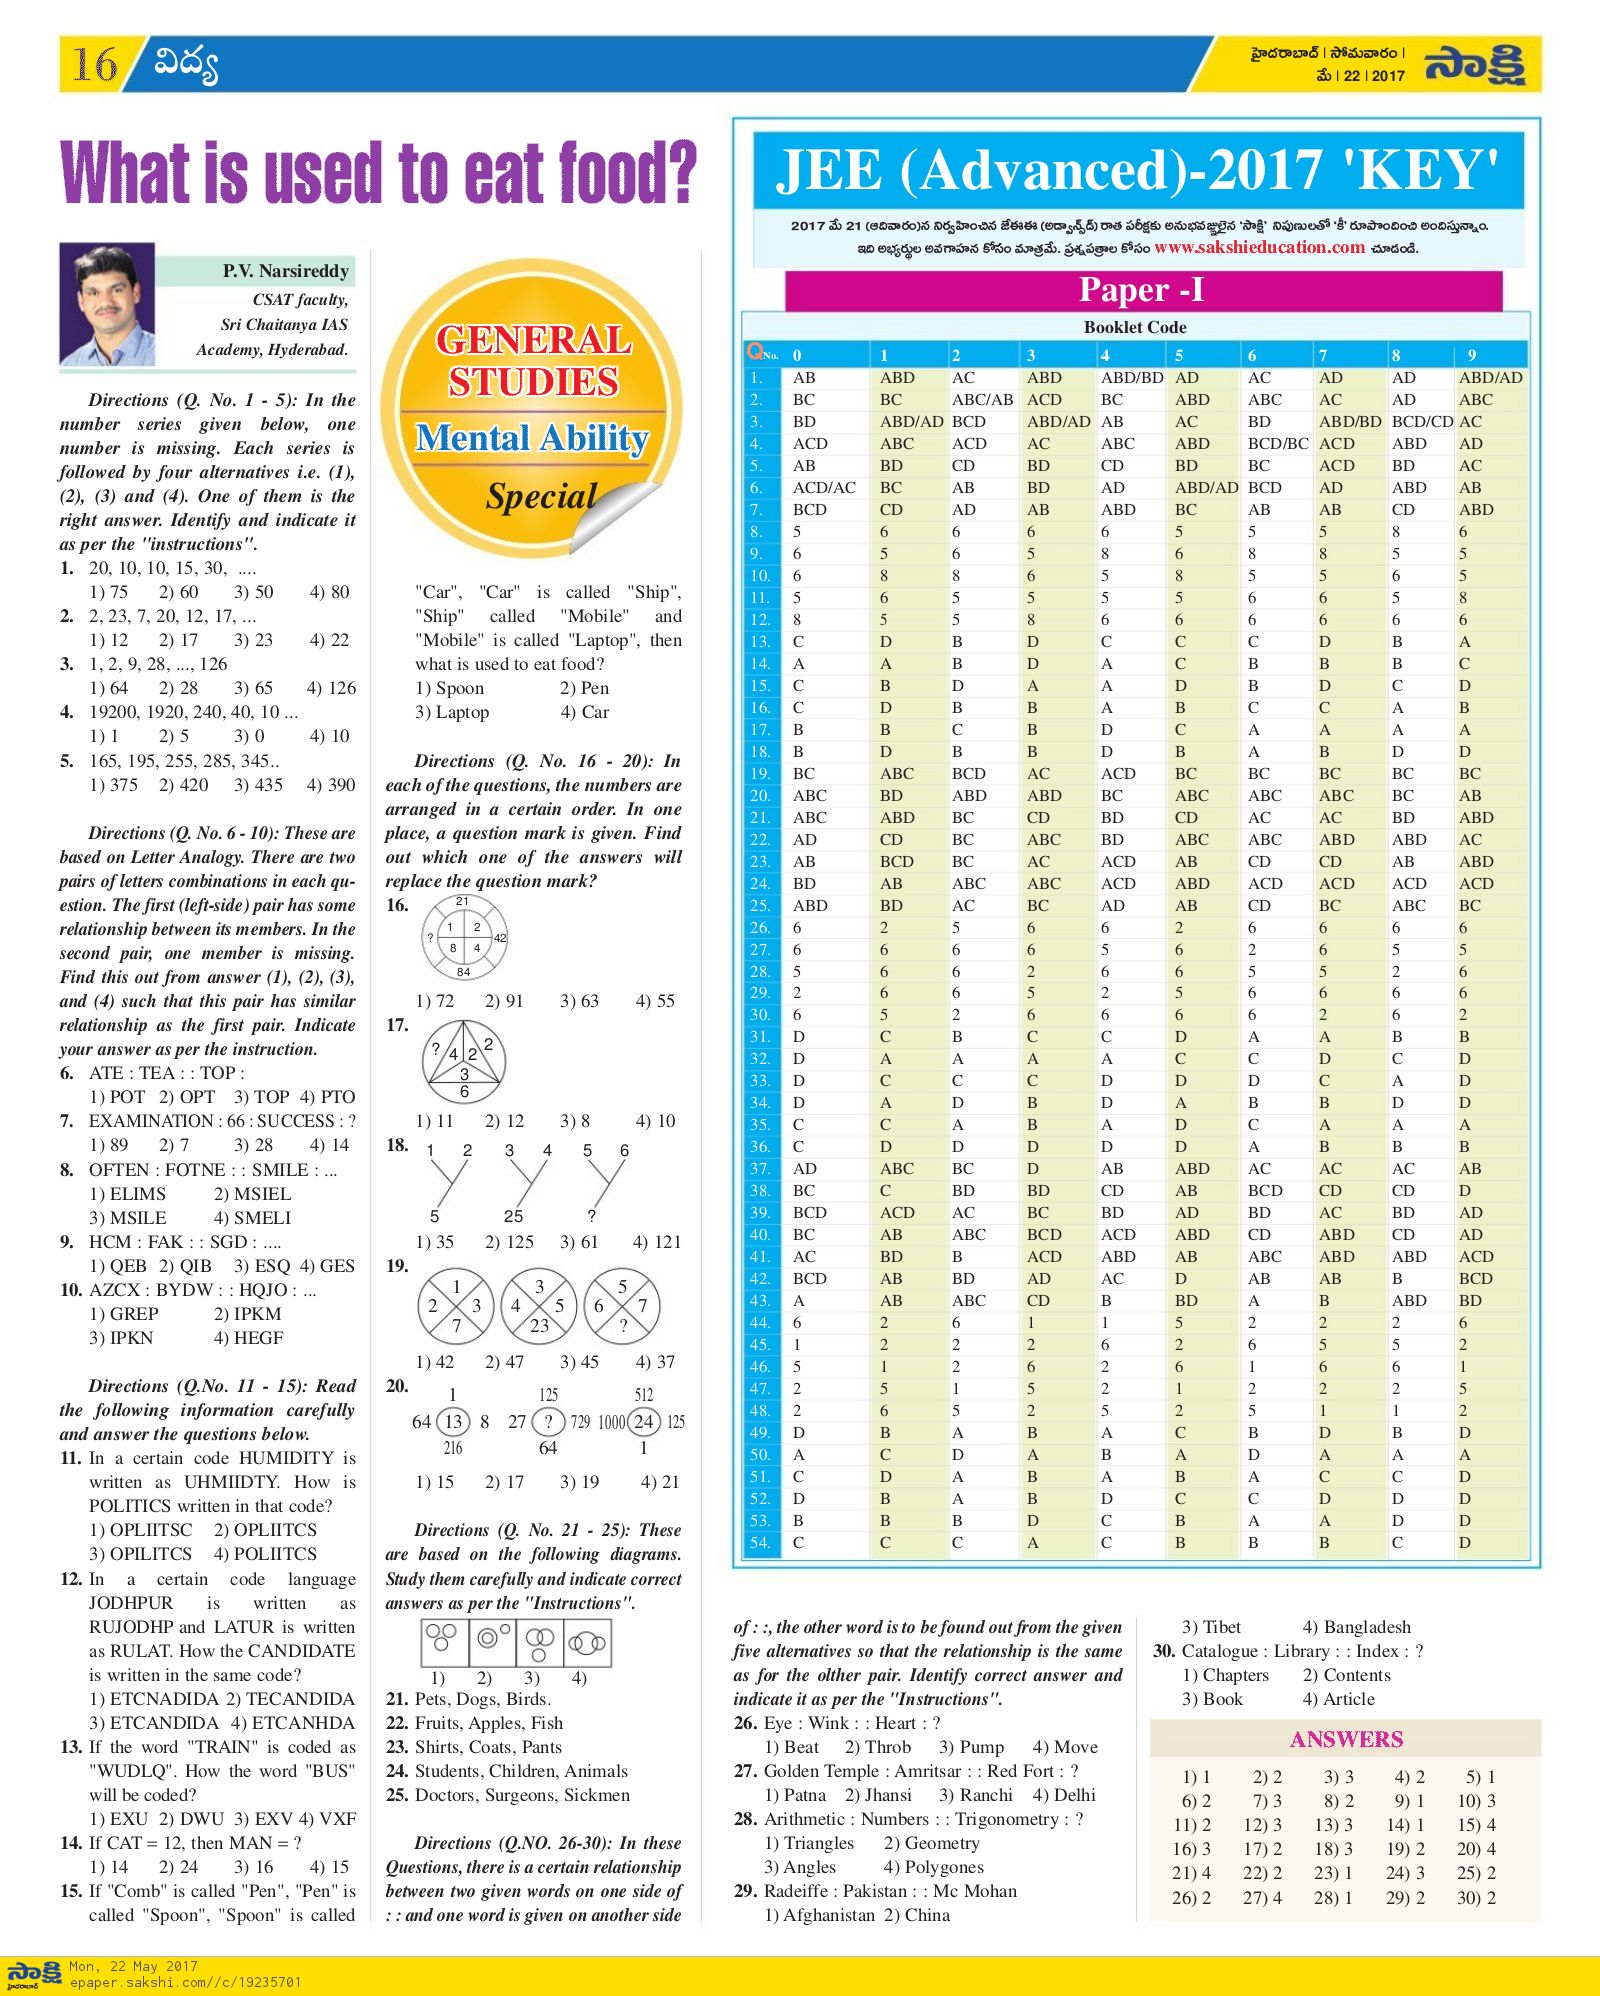 16 విద్య
హైదరాబాద్ | సోమవారం |
మే | 22 | 2017
సాక్షి
What is used to eat food?
P.V. Narsireddy
CSAT faculty,
Sri Chaitanya IAS
Academy, Hyderabad.
Directions (Q. No. 1 - 5): In the
number series given below, one
number is missing. Each series is
followed by four alternatives i.e. (1),
(2), (3) and (4). One of them is the
right answer. Identify and indicate it
as per the "instructions".
1. 20, 10, 10, 15, 30, ....
1) 75 2) 60 3) 50 4) 80
2. 2, 23, 7, 20, 12, 17, ...
1) 12 2) 17 3) 23 4) 22
3. 1, 2, 9, 28, ..., 126
1) 64 2) 28 3) 65 4) 126
4. 19200, 1920, 240, 40, 10 ...
1) 1 2) 5 3) 0 4) 10
5. 165, 195, 255, 285, 345..
1) 375 2) 420 3) 435 4) 390
Directions (Q. No. 6 - 10): These are
based on Letter Analogy. There are two
pairs of letters combinations in each qu-
estion. The first (left-side) pair has some
relationship between its members. In the
second pair, one member is missing.
Find this out from answer (1), (2), (3),
and (4) such that this pair has similar
relationship as the first pair. Indicate
your answer as per the instruction.
6. ATE : TEA : : TOP :
1) POT 2) OPT 3) TOP 4) PTO
7. EXAMINATION : 66 : SUCCESS : ?
1) 89 2) 7 3) 28 4) 14
8. OFTEN : FOTNE : : SMILE : ...
1) ELIMS 2) MSIEL
3) MSILE 4) SMELI
9. HCM : FAK : : SGD : ....
1) QEB 2) QIB 3) ESQ 4) GES
10. AZCX : BYDW : : HQJO : ...
1) GREP 2) IPKM
3) IPKN 4) HEGF
Directions (Q.No. 11 - 15): Read
the following information carefully
and answer the questions below.
11. In a certain code HUMIDITY is
written as UHMIIDTY. How is
POLITICS written in that code?
1) OPLIITSC 2) OPLIITCS
3) OPILITCS 4) POLIITCS
12. In a certain code language
JODHPUR is written as
RUJODHP and LATUR is written
as RULAT. How the CANDIDATE
is written in the same code?
1) ETCNADIDA 2) TECANDIDA
3) ETCANDIDA 4) ETCANHDA
13. If the word "TRAIN" is coded as
"WUDLQ". How the word "BUS"
will be coded?
1) EXU 2) DWU 3) EXV 4) VXF
14. If CAT = 12, then MAN = ?
1) 14 2) 24 3) 16 4) 15
15. If "Comb" is called "Pen", "Pen" is
called "Spoon", "Spoon" is called
GENERAL
STUDIES
Mental Ability
Special
"Car", "Car" is called "Ship",
"Ship" called "Mobile" and
"Mobile" is called "Laptop", then
what is used to eat food?
1) Spoon 2) Pen
3) Laptop 4) Car
Directions (Q. No. 16 - 20): In
each of the questions, the numbers are
arranged in a certain order. In one
place, a question mark is given. Find
out which one of the answers will
replace the question mark?
16.
21
1 2
? 42
8 4
84
1) 72 2) 91 3) 63 4) 55
17.
? 4 2 2
3
6
1) 11 2) 12 3) 8 4) 10
18. 1 2 3 4 5 6
5 25 ?
1) 35 2) 125 3) 61 4) 121
19.
1 3 5
2 3 4 5 6 7
7 23 ?
1) 42 2) 47 3) 45 4) 37
20.
1 125 512
64 13 8 27 ? 729 1000 24 125
216 64 1
1) 15 2) 17 3) 19 4) 21
Directions (Q. No. 21 - 25): These
are based on the following diagrams.
Study them carefully and indicate correct
answers as per the "Instructions".
1) 2) 3) 4)
21. Pets, Dogs, Birds.
22. Fruits, Apples, Fish
23. Shirts, Coats, Pants
24. Students, Children, Animals
25. Doctors, Surgeons, Sickmen
Directions (Q.NO. 26-30): In these
Questions, there is a certain relationship
between two given words on one side of
: : and one word is given on another side
JEE (Advanced)-2017 'KEY'
2017 మే 21 (ఆదివారం)న నిర్వహించిన జేఈఈ (అడ్వాన్స్‌డ్) రాత పరీక్షకు అనుభవజ్ఞులైన 'సాక్షి' నిపుణులతో 'కీ' రూపొందించి అందిస్తున్నాం.
ఇది అభ్యర్థుల అవగాహన కోసం మాత్రమే. ప్రశ్నపత్రాల కోసం www.sakshieducation.com చూడండి.
Paper -I
Booklet Code
Q.No. 0 1 2 3 4 5 6 7 8 9
1. AB ABD AC ABD ABD/BD AD AC AD AD ABD/AD
2. BC BC ABC/AB ACD BC ABD ABC AC AD ABC
3. BD ABD/AD BCD ABD/AD AB AC BD ABD/BD BCD/CD AC
4. ACD ABC ACD AC ABC ABD BCD/BC ACD ABD AD
5. AB BD CD BD CD BD BC ACD BD AC
6. ACD/AC BC AB BD AD ABD/AD BCD AD ABD AB
7. BCD CD AD AB ABD BC AB AB CD ABD
8. 5 6 6 6 6 5 5 5 8 6
9. 6 5 6 5 8 6 8 8 5 5
10. 6 8 8 6 5 8 5 5 6 5
11. 5 6 5 5 5 5 6 6 5 8
12. 8 5 5 8 6 6 6 6 6 6
13. C D B D C C C D B A
14. A A B D A C B B B C
15. C B D A A D B D C D
16. C D B B A B C C A B
17. B B C B D C A A A A
18. B D B B D B A B D D
19. BC ABC BCD AC ACD BC BC BC BC BC
20. ABC BD ABD ABD BC ABC ABC ABC BC AB
21. ABC ABD BC CD BD CD AC AC BD ABD
22. AD CD BC ABC BD ABC ABC ABD ABD AC
23. AB BCD BC AC ACD AB CD CD AB ABD
24. BD AB ABC ABC ACD ABD ACD ACD ACD ACD
25. ABD BD AC BC AD AB CD BC ABC BC
26. 6 2 5 6 6 2 6 6 6 6
27. 6 6 6 6 5 6 2 6 5 5
28. 5 6 6 2 6 6 5 5 2 6
29. 2 6 6 5 2 5 6 6 6 6
30. 6 5 2 6 6 6 6 2 6 2
31. D C B C C D A A B B
32. D A A A A C C D C D
33. D C C C D D D C A D
34. D A D B D A B B D D
35. C C A B A D C A A A
36. C D D D D D A B B B
37. AD ABC BC D AB ABD AC AC AC AB
38. BC C BD BD CD AB BCD CD CD D
39. BCD ACD AC BC BD AD BD AC BD AD
40. BC AB ABC BCD ACD ABD CD ABD CD AD
41. AC BD B ACD ABD AB ABC ABD ABD ACD
42. BCD AB BD AD AC D AB AB B BCD
43. A AB ABC CD B BD A B ABD BD
44. 6 2 6 1 1 5 2 2 2 6
45. 1 2 2 2 6 2 6 5 5 2
46. 5 1 2 6 2 6 1 6 6 1
47. 2 5 1 5 2 1 2 2 2 5
48. 2 6 5 2 5 2 5 1 1 2
49. D B A B A C B D B D
50. A C D A B A D A A A
51. C D A B A B A C C D
52. D B A B D C C D D D
53. B B B D C B A A D D
54. C C C A C B B B C D
of : :, the other word is to be found out from the given
five alternatives so that the relationship is the same
as for the olther pair. Identify correct answer and
indicate it as per the "Instructions".
26. Eye : Wink : : Heart : ?
1) Beat 2) Throb 3) Pump 4) Move
27. Golden Temple : Amritsar : : Red Fort : ?
1) Patna 2) Jhansi 3) Ranchi 4) Delhi
28. Arithmetic : Numbers : : Trigonometry : ?
1) Triangles 2) Geometry
3) Angles 4) Polygones
29. Radeiffe : Pakistan : : Mc Mohan
1) Afghanistan 2) China
3) Tibet 4) Bangladesh
30. Catalogue : Library : : Index : ?
1) Chapters 2) Contents
3) Book 4) Article
ANSWERS
1) 1 2) 2 3) 3 4) 2 5) 1
6) 2 7) 3 8) 2 9) 1 10) 3
11) 2 12) 3 13) 3 14) 1 15) 4
16) 3 17) 2 18) 3 19) 2 20) 4
21) 4 22) 2 23) 1 24) 3 25) 2
26) 2 27) 4 28) 1 29) 2 30) 2
సాక్షి
హైదరాబాద్
Mon, 22 May 2017
epaper.sakshi.com//c/19235701